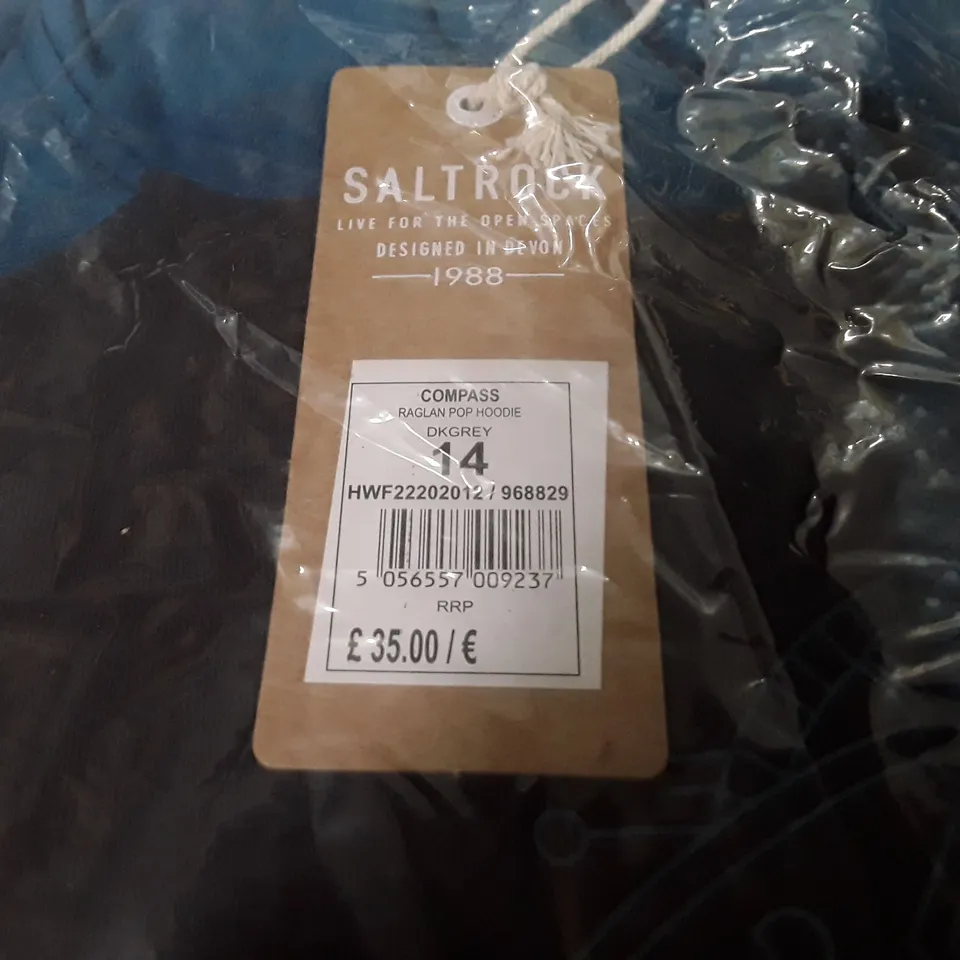 SALTROCK
LIVE FOR THE OPEN SPACES
DESIGNED IN DEVON
1988
COMPASS
RAGLAN POP HOODIE
DKGREY
14
HWF22202012 / 968829
5 056557 009237
RRP
£ 35.00 / €